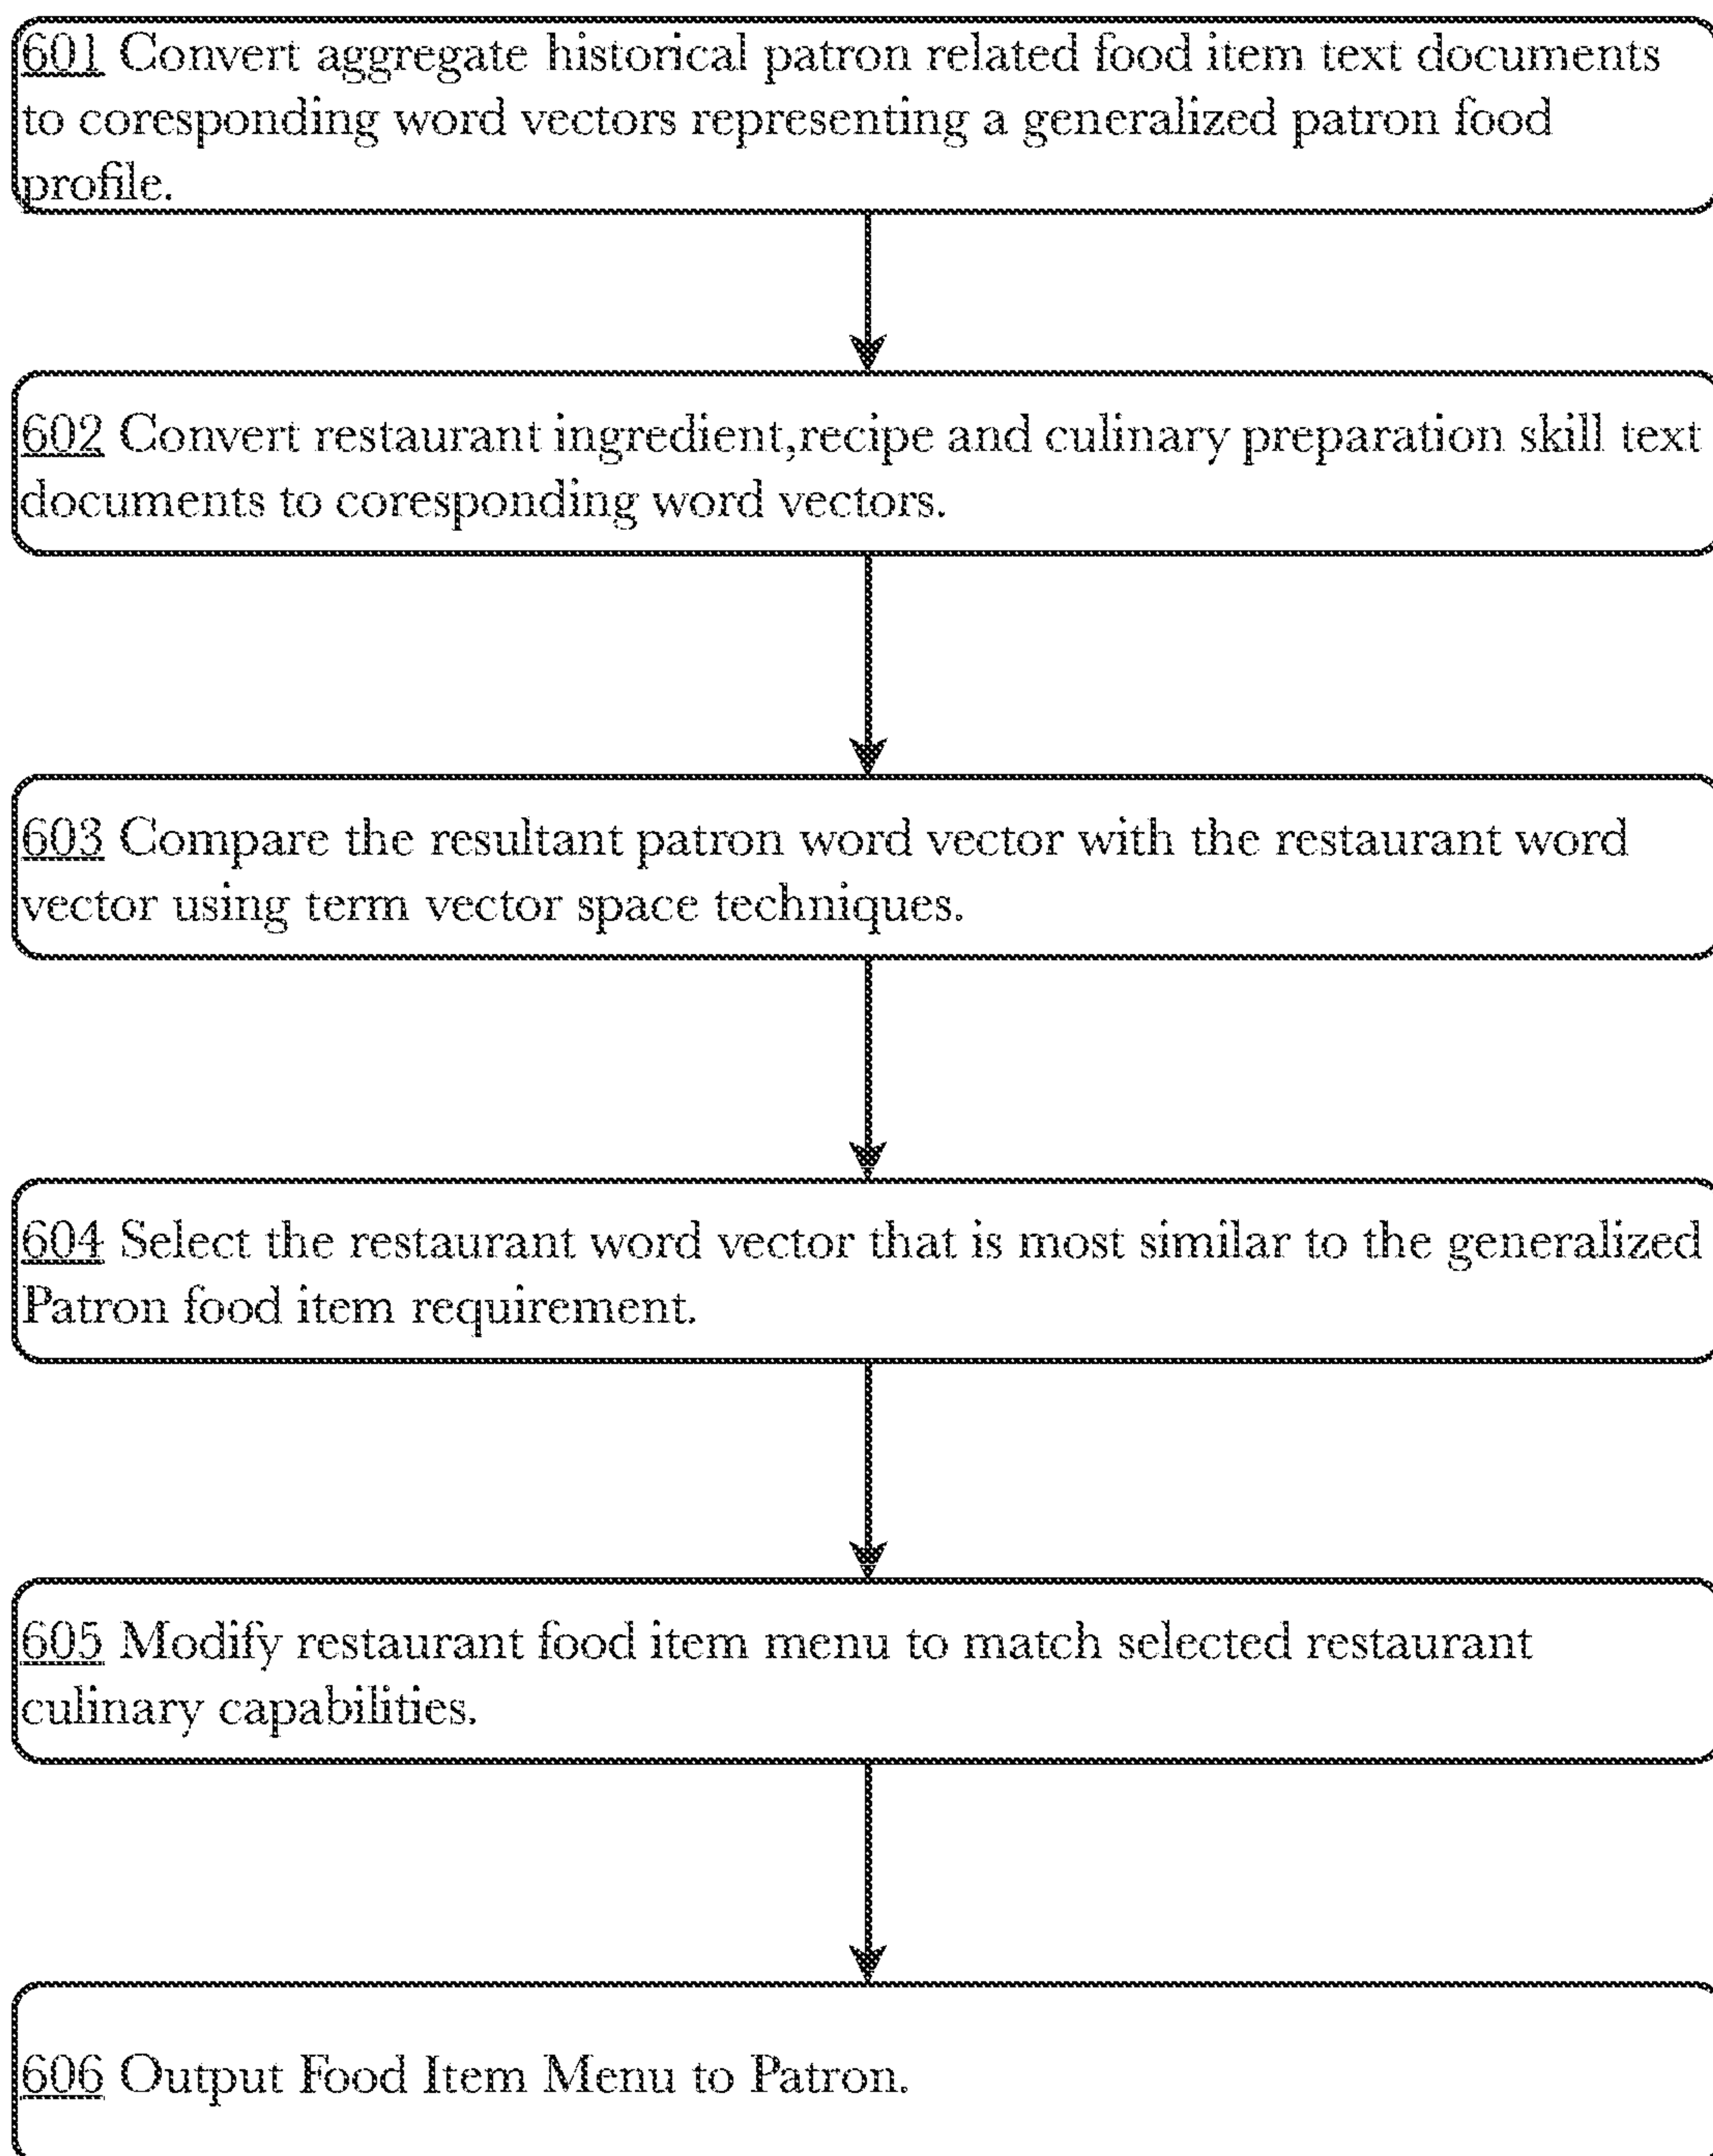 601 Convert aggregate historical patron related food item text documents
to coresponding word vectors representing a generalized patron food
profile.
602 Convert restaurant ingredient,recipe and culinary preparation skill text
documents to coresponding word vectors.
603 Compare the resultant patron word vector with the restaurant word
vector using term vector space techniques.
604 Select the restaurant word vector that is most similar to the generalized
Patron food item requirement.
605 Modify restaurant food item menu to match selected restaurant
culinary capabilities.
606 Output Food Item Menu to Patron.